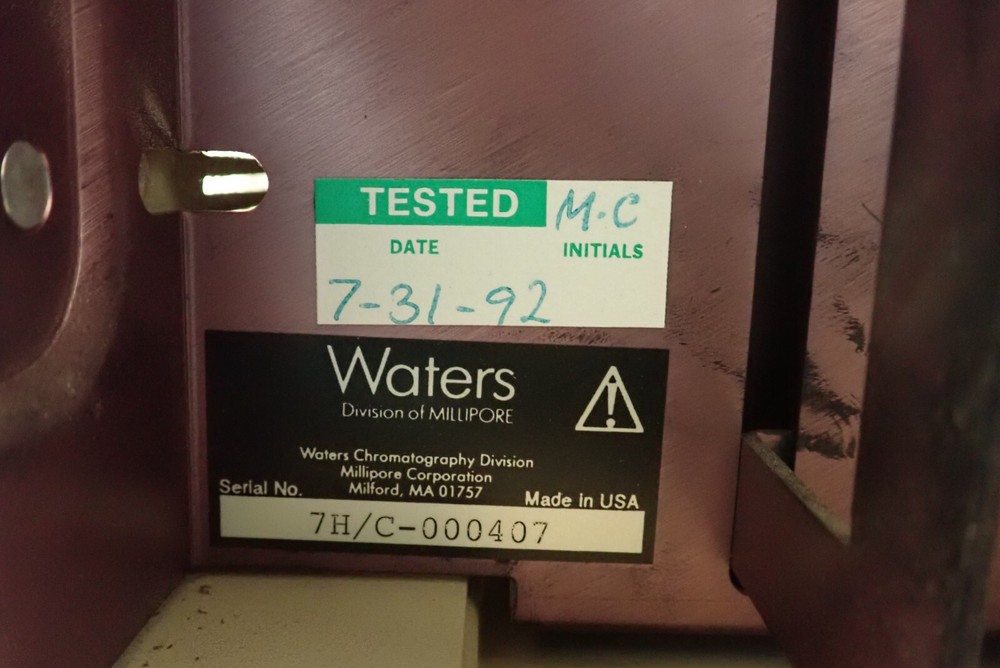 TESTED M.C
DATE INITIALS
7-31-92
Waters
Division of MILLIPORE
Waters Chromatography Division
Millipore Corporation
Milford, MA 01757
Serial No. Made in USA
7H/C-000407